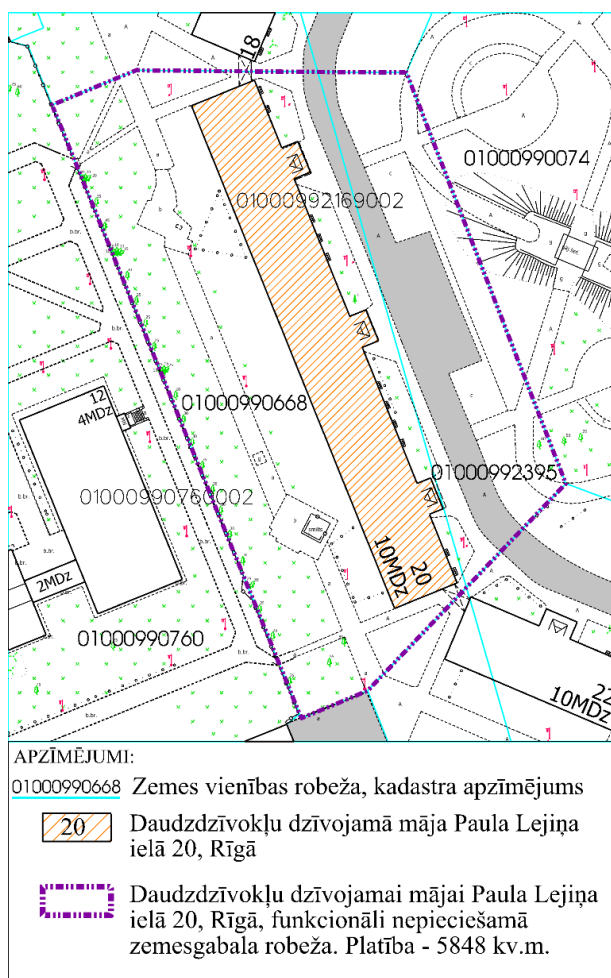 18
01000990074
01000992169002
01000990668
12
4MDz
01000992395
01000990760002
20
10MDz
smilts
2MDz
01000990760
22
10MDz
APZĪMĒJUMI:
01000990668 Zemes vienības robeža, kadastra apzīmējums
20 Daudzdzīvokļu dzīvojamā māja Paula Lejiņa
ielā 20, Rīgā
Daudzdzīvokļu dzīvojamai mājai Paula Lejiņa
ielā 20, Rīgā, funkcionāli nepieciešamā
zemesgabala robeža. Platība - 5848 kv.m.